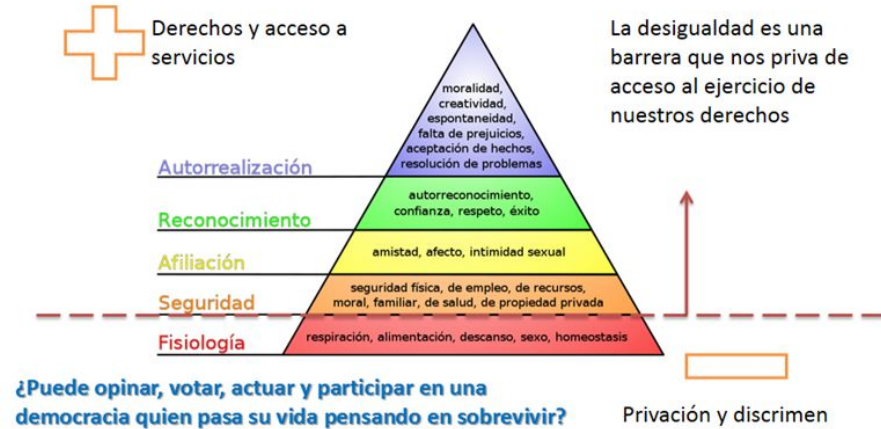 Derechos y acceso a
servicios
La desigualdad es una
barrera que nos priva de
acceso al ejercicio de
nuestros derechos
moralidad,
creatividad,
espontaneidad,
falta de prejuicios,
aceptación de hechos,
resolución de problemas
Autorrealización
autorreconocimiento,
confianza, respeto, éxito
Reconocimiento
amistad, afecto, intimidad sexual
Afiliación
seguridad física, de empleo, de recursos,
moral, familiar, de salud, de propiedad privada
Seguridad
respiración, alimentación, descanso, sexo, homeostasis
Fisiología
¿Puede opinar, votar, actuar y participar en una
democracia quien pasa su vida pensando en sobrevivir?
Privación y discrimen